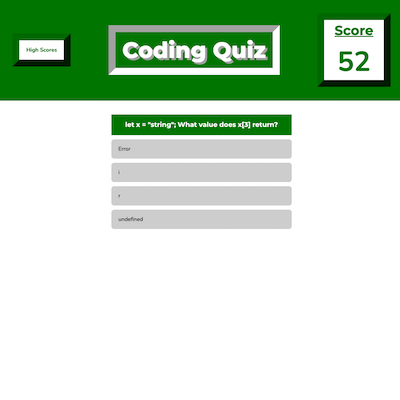 High Scores
Coding Quiz
Score
52
let x = "string"; What value does x[3] return?
Error
i
r
undefined